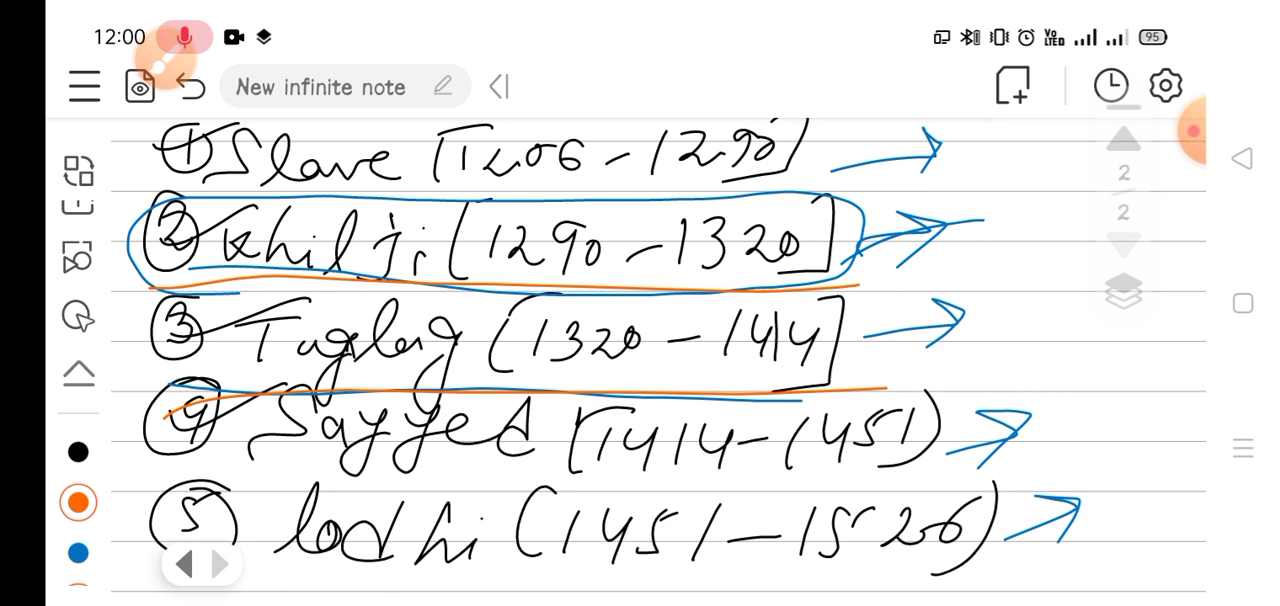 12:00 95
New infinite note
① Slave [1206 - 1290]
2
② Khilji [1290 - 1320]
2
③ Tuglug [1320 - 1414]
④ Sayyed [1414 - 1451)
⑤ lodhi (1451 - 1526)